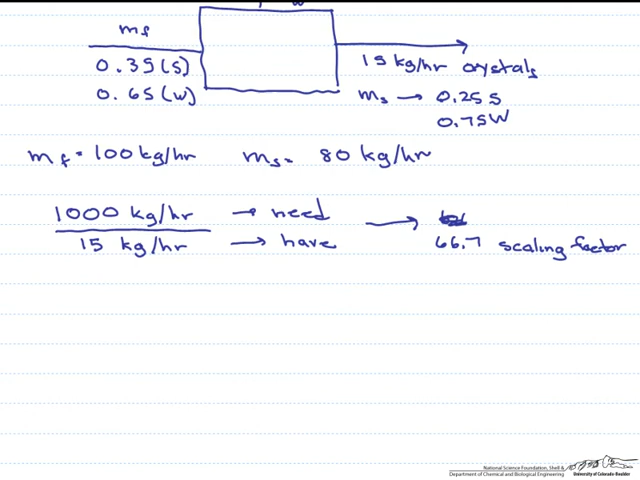 mf
0.35(s)
0.65(w)
15 kg/hr crystals
ms → 0.25 S
0.75W
mf = 100 kg/hr ms = 80 kg/hr
1000 kg/hr → need →
15 kg/hr → have 66.7 scaling factor
National Science Foundation, Shell &
Department of Chemical and Biological Engineering University of Colorado Boulder